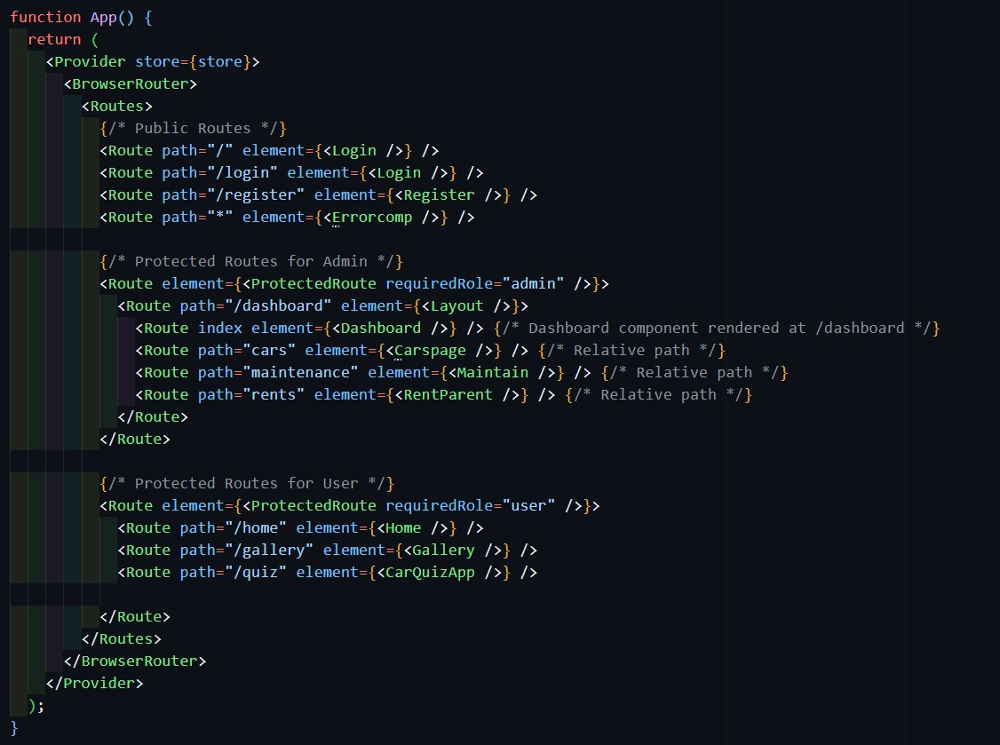 function App() {
  return (
    <Provider store={store}>
      <BrowserRouter>
        <Routes>
          {/* Public Routes */}
          <Route path="/" element={<Login />} />
          <Route path="/login" element={<Login />} />
          <Route path="/register" element={<Register />} />
          <Route path="*" element={<Errorcomp />} />

          {/* Protected Routes for Admin */}
          <Route element={<ProtectedRoute requiredRole="admin" />}>
            <Route path="/dashboard" element={<Layout />}>
              <Route index element={<Dashboard />} /> {/* Dashboard component rendered at /dashboard */}
              <Route path="cars" element={<Carspage />} /> {/* Relative path */}
              <Route path="maintenance" element={<Maintain />} /> {/* Relative path */}
              <Route path="rents" element={<RentParent />} /> {/* Relative path */}
            </Route>
          </Route>

          {/* Protected Routes for User */}
          <Route element={<ProtectedRoute requiredRole="user" />}>
            <Route path="/home" element={<Home />} />
            <Route path="/gallery" element={<Gallery />} />
            <Route path="/quiz" element={<CarQuizApp />} />

          </Route>
        </Routes>
      </BrowserRouter>
    </Provider>
  );
}